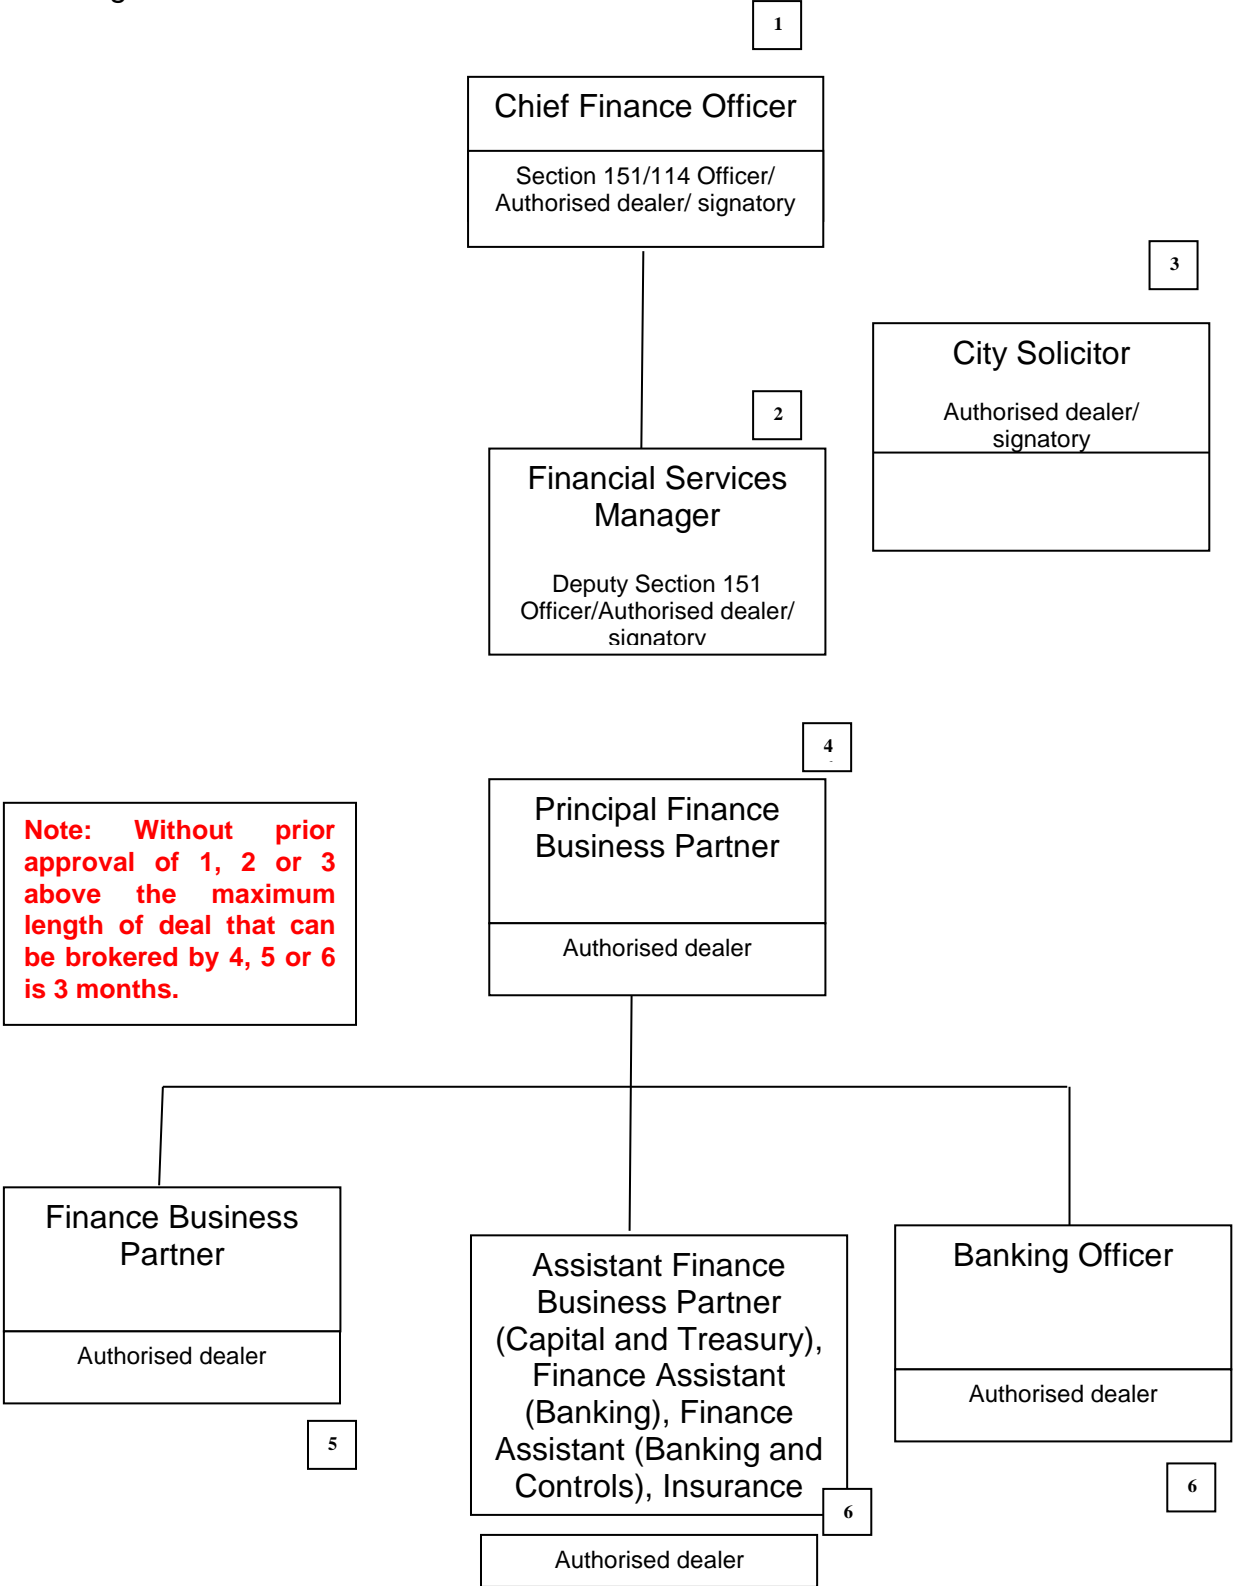 1
Chief Finance Officer
Section 151/114 Officer/
Authorised dealer/ signatory
3
City Solicitor
Authorised dealer/
signatory
2
Financial Services
Manager
Deputy Section 151
Officer/Authorised dealer/
signatory
4
Principal Finance
Business Partner
Authorised dealer
Note: Without prior
approval of 1, 2 or 3
above the maximum
length of deal that can
be brokered by 4, 5 or 6
is 3 months.
Finance Business
Partner
Authorised dealer
5
Assistant Finance
Business Partner
(Capital and Treasury),
Finance Assistant
(Banking), Finance
Assistant (Banking and
Controls), Insurance
6
Authorised dealer
Banking Officer
Authorised dealer
6